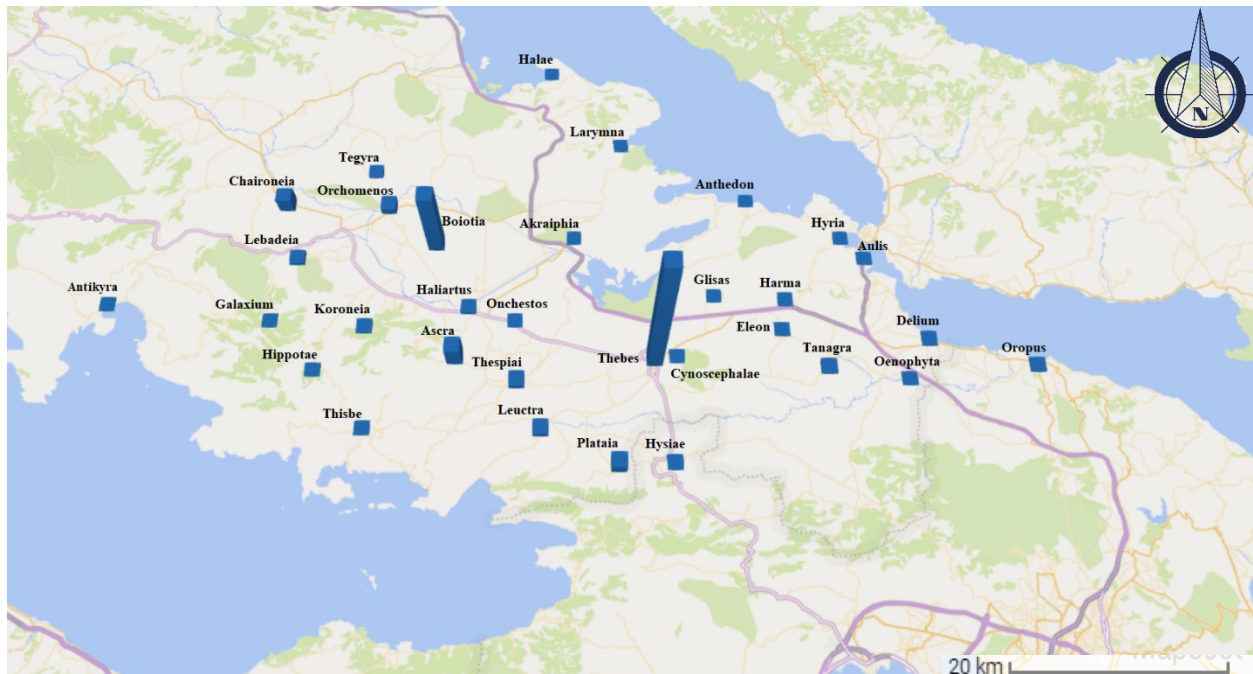 Halae
Larymna
Tegyra
Chaironeia
Orchomenos
Anthedon
Boiotia
Akraiphia
Hyria
Lebadeia
Aulis
Antikyra
Glisas
Harma
Galaxium
Koroneia
Haliartus
Onchestos
Delium
Eleon
Ascra
Hippotae
Thespiai
Thebes
Cynoscephalae
Tanagra
Oenophyta
Oropus
Thisbe
Leuctra
Plataia
Hysiae
N
20 km